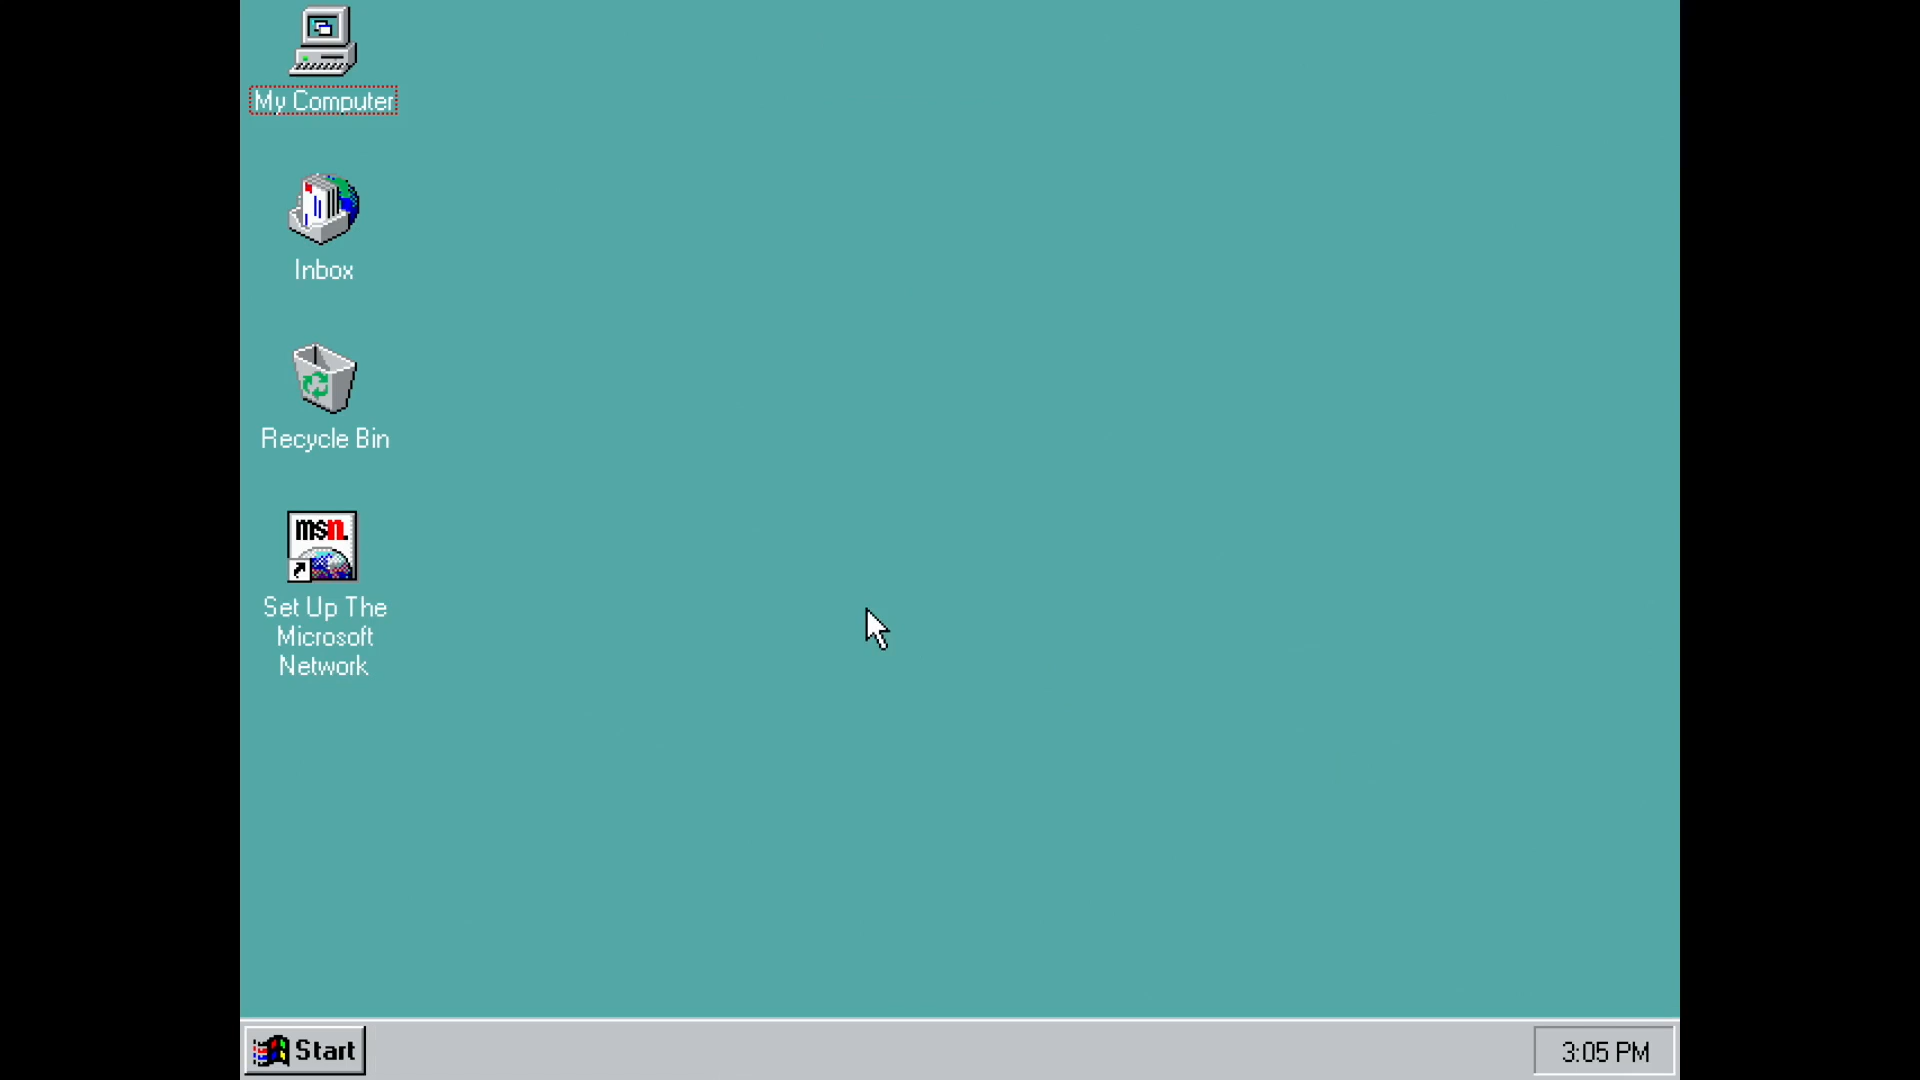 My Computer
Inbox
Recycle Bin
msn.
Set Up The
Microsoft
Network
Start
3:05 PM